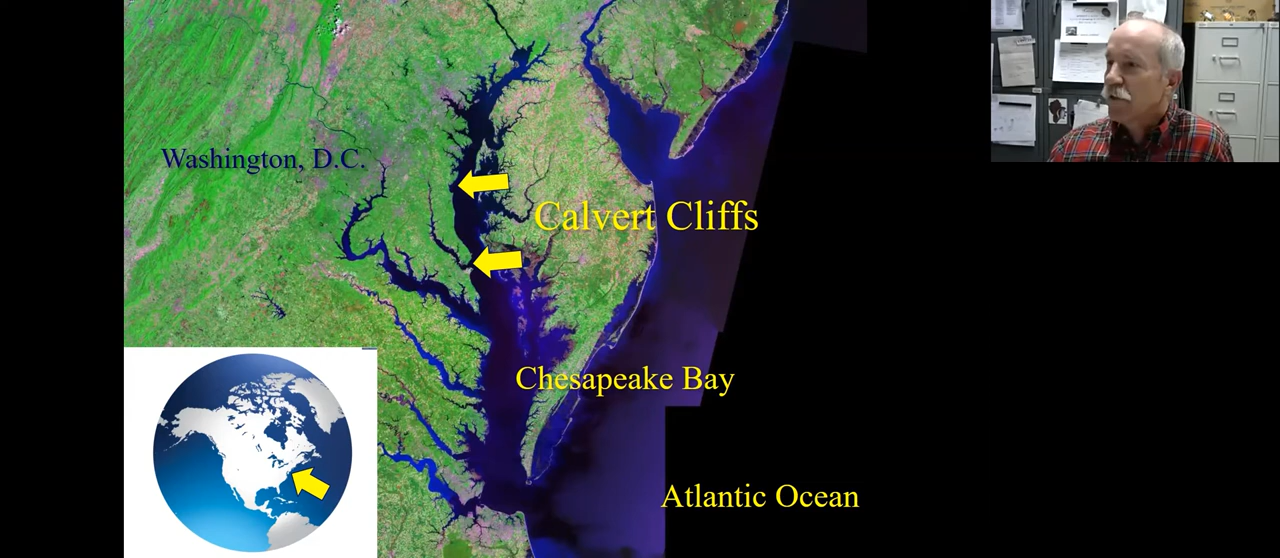 Washington, D.C.
Calvert Cliffs
Chesapeake Bay
Atlantic Ocean